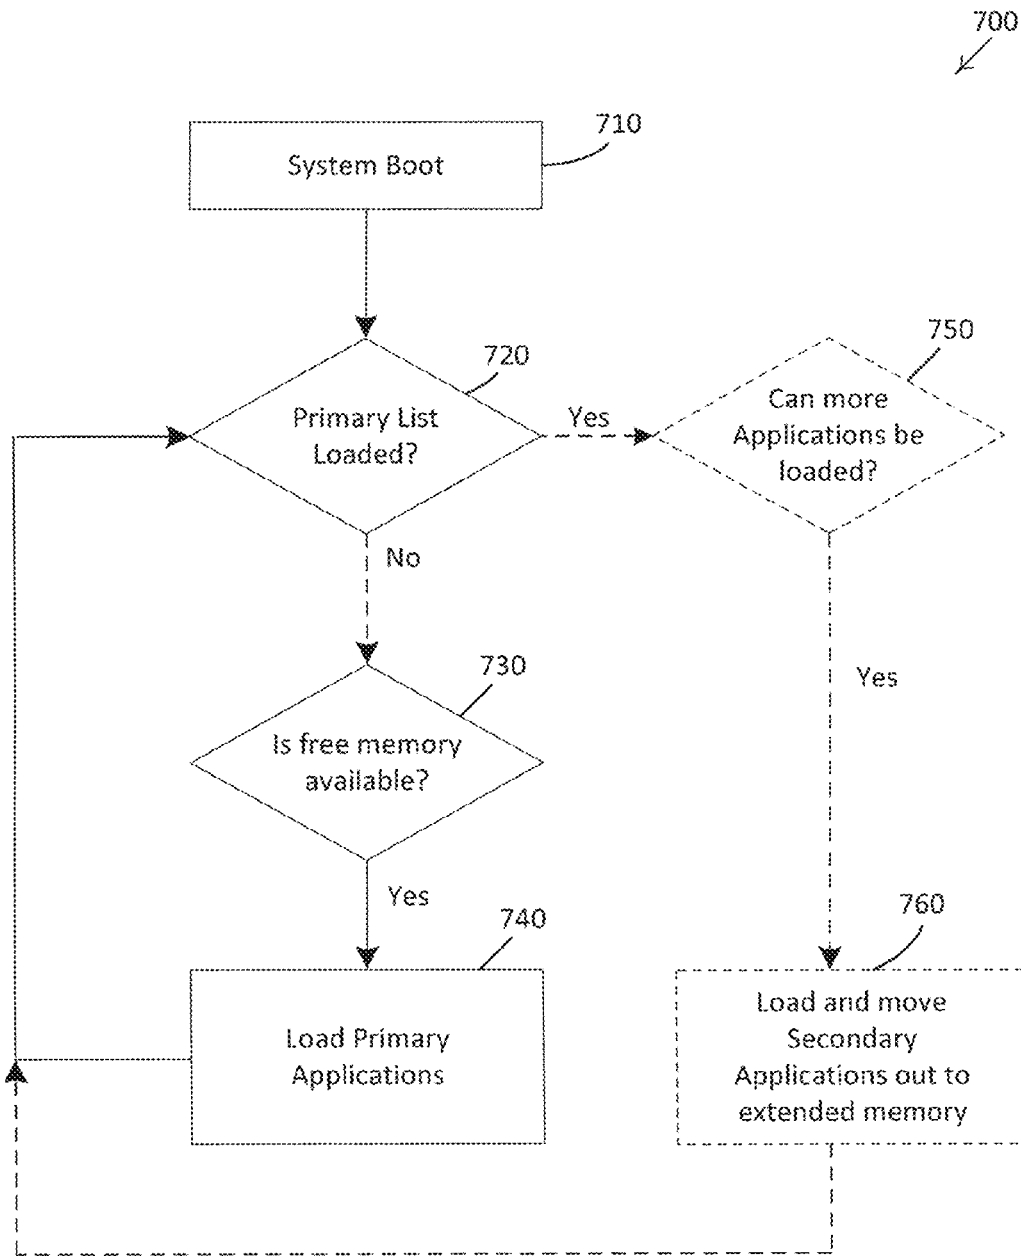 700
710
System Boot
720
Primary List
Loaded?
Yes
750
Can more
Applications be
loaded?
No
730
Is free memory
available?
Yes
Yes
740
Load Primary
Applications
760
Load and move
Secondary
Applications out to
extended memory